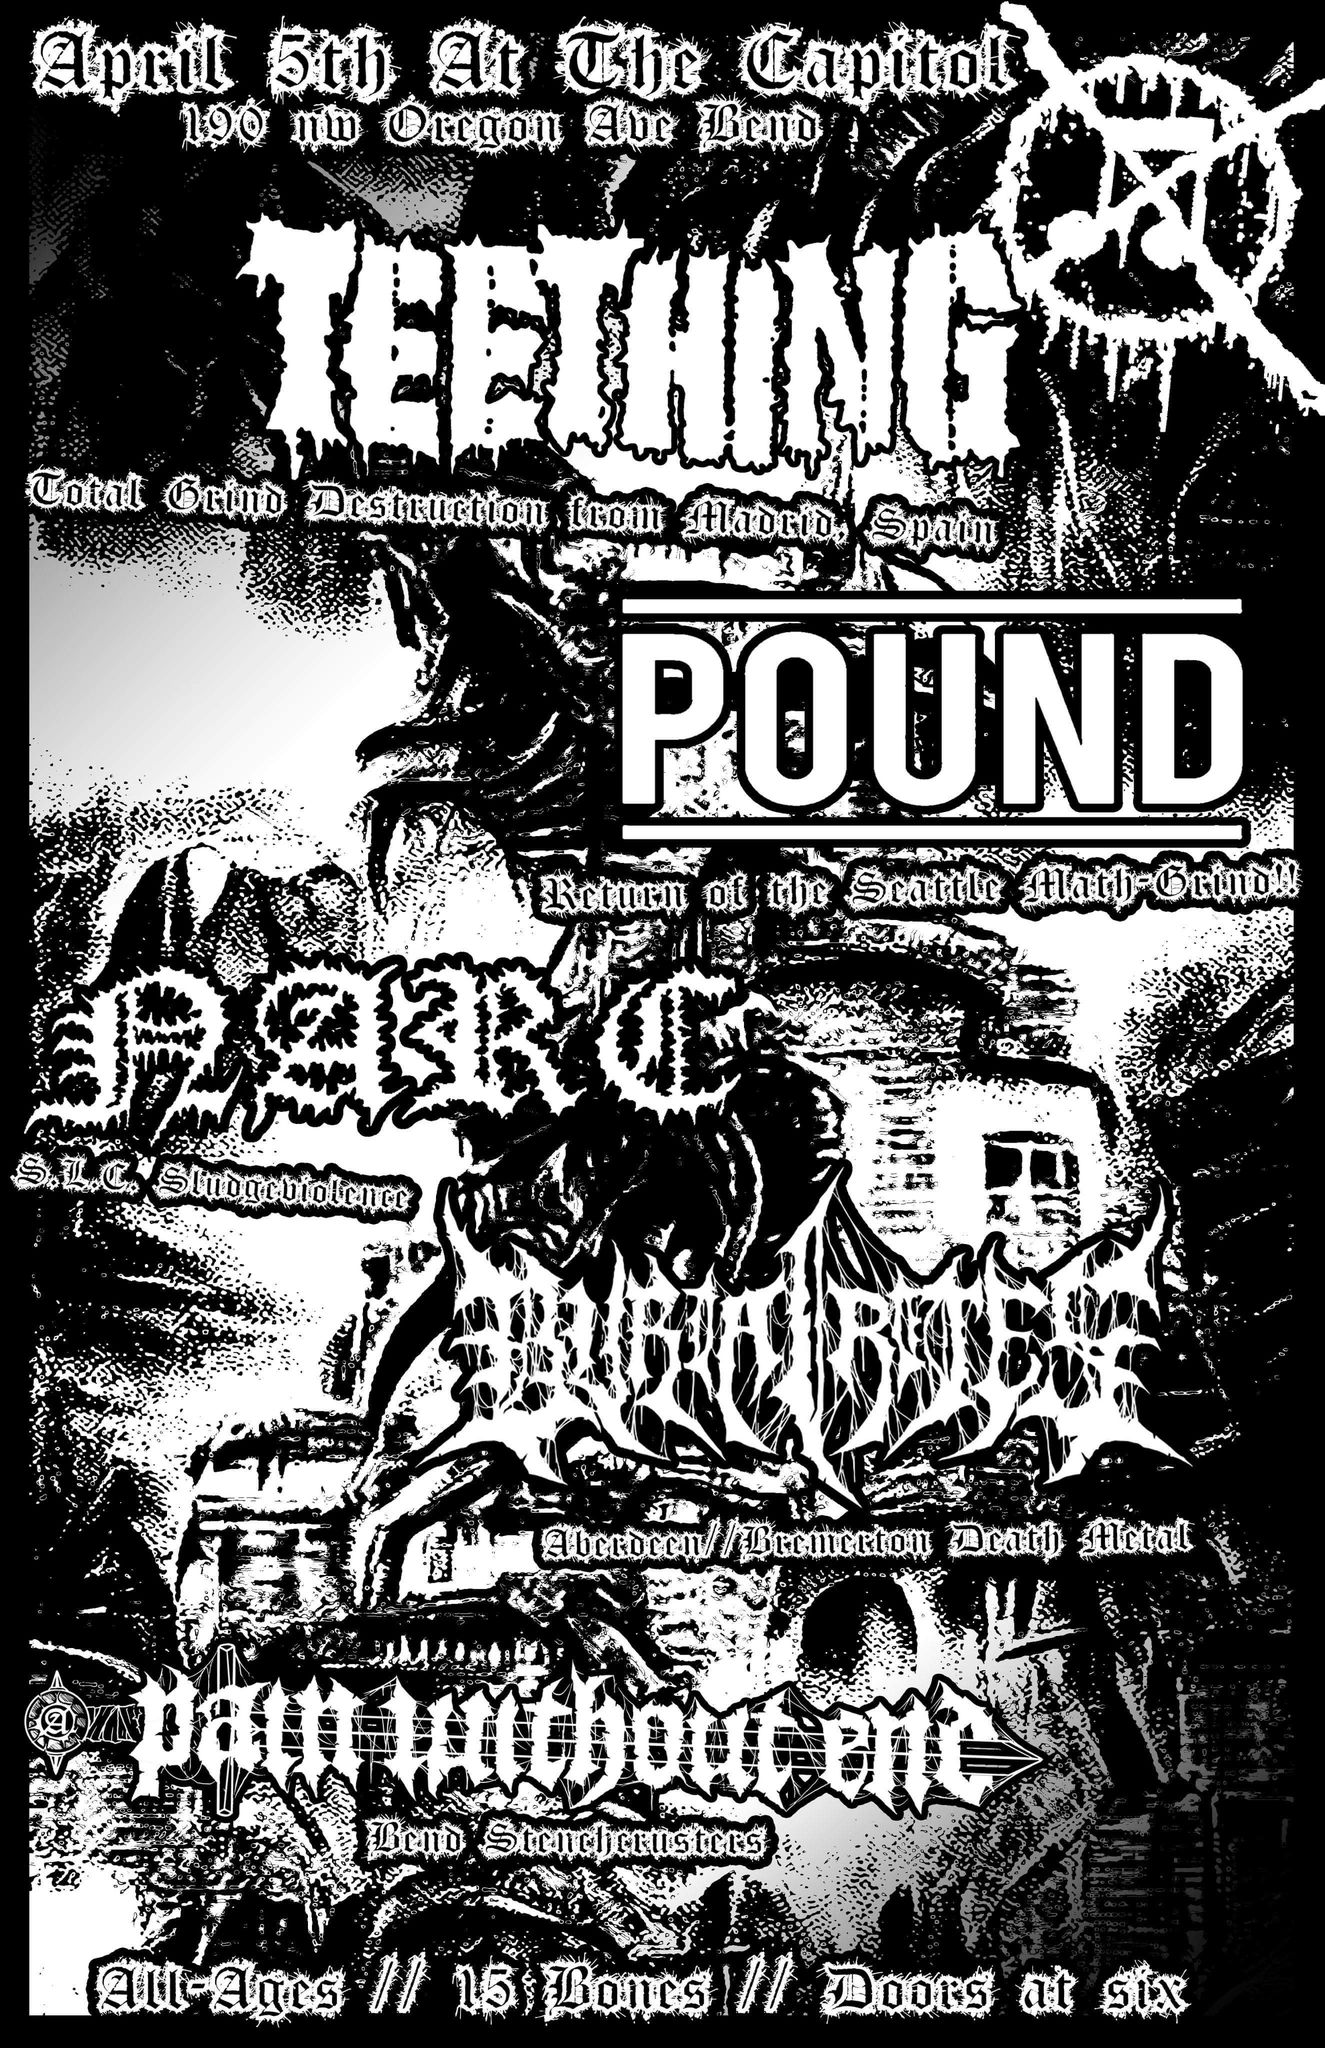 April 5th At The Capitol
190 nw Oregon Ave Bend
TEETHING
Total Grind Destruction from Madrid, Spain
POUND
Return of the Seattle Math-Grind!!
NARC
S.L.C. Sludgeviolence
BURIAL RITES
Aberdeen//Bremerton Death Metal
A
pain without end
Bend Stenchcrusters
All-Ages // 15 Bones // Doors at six